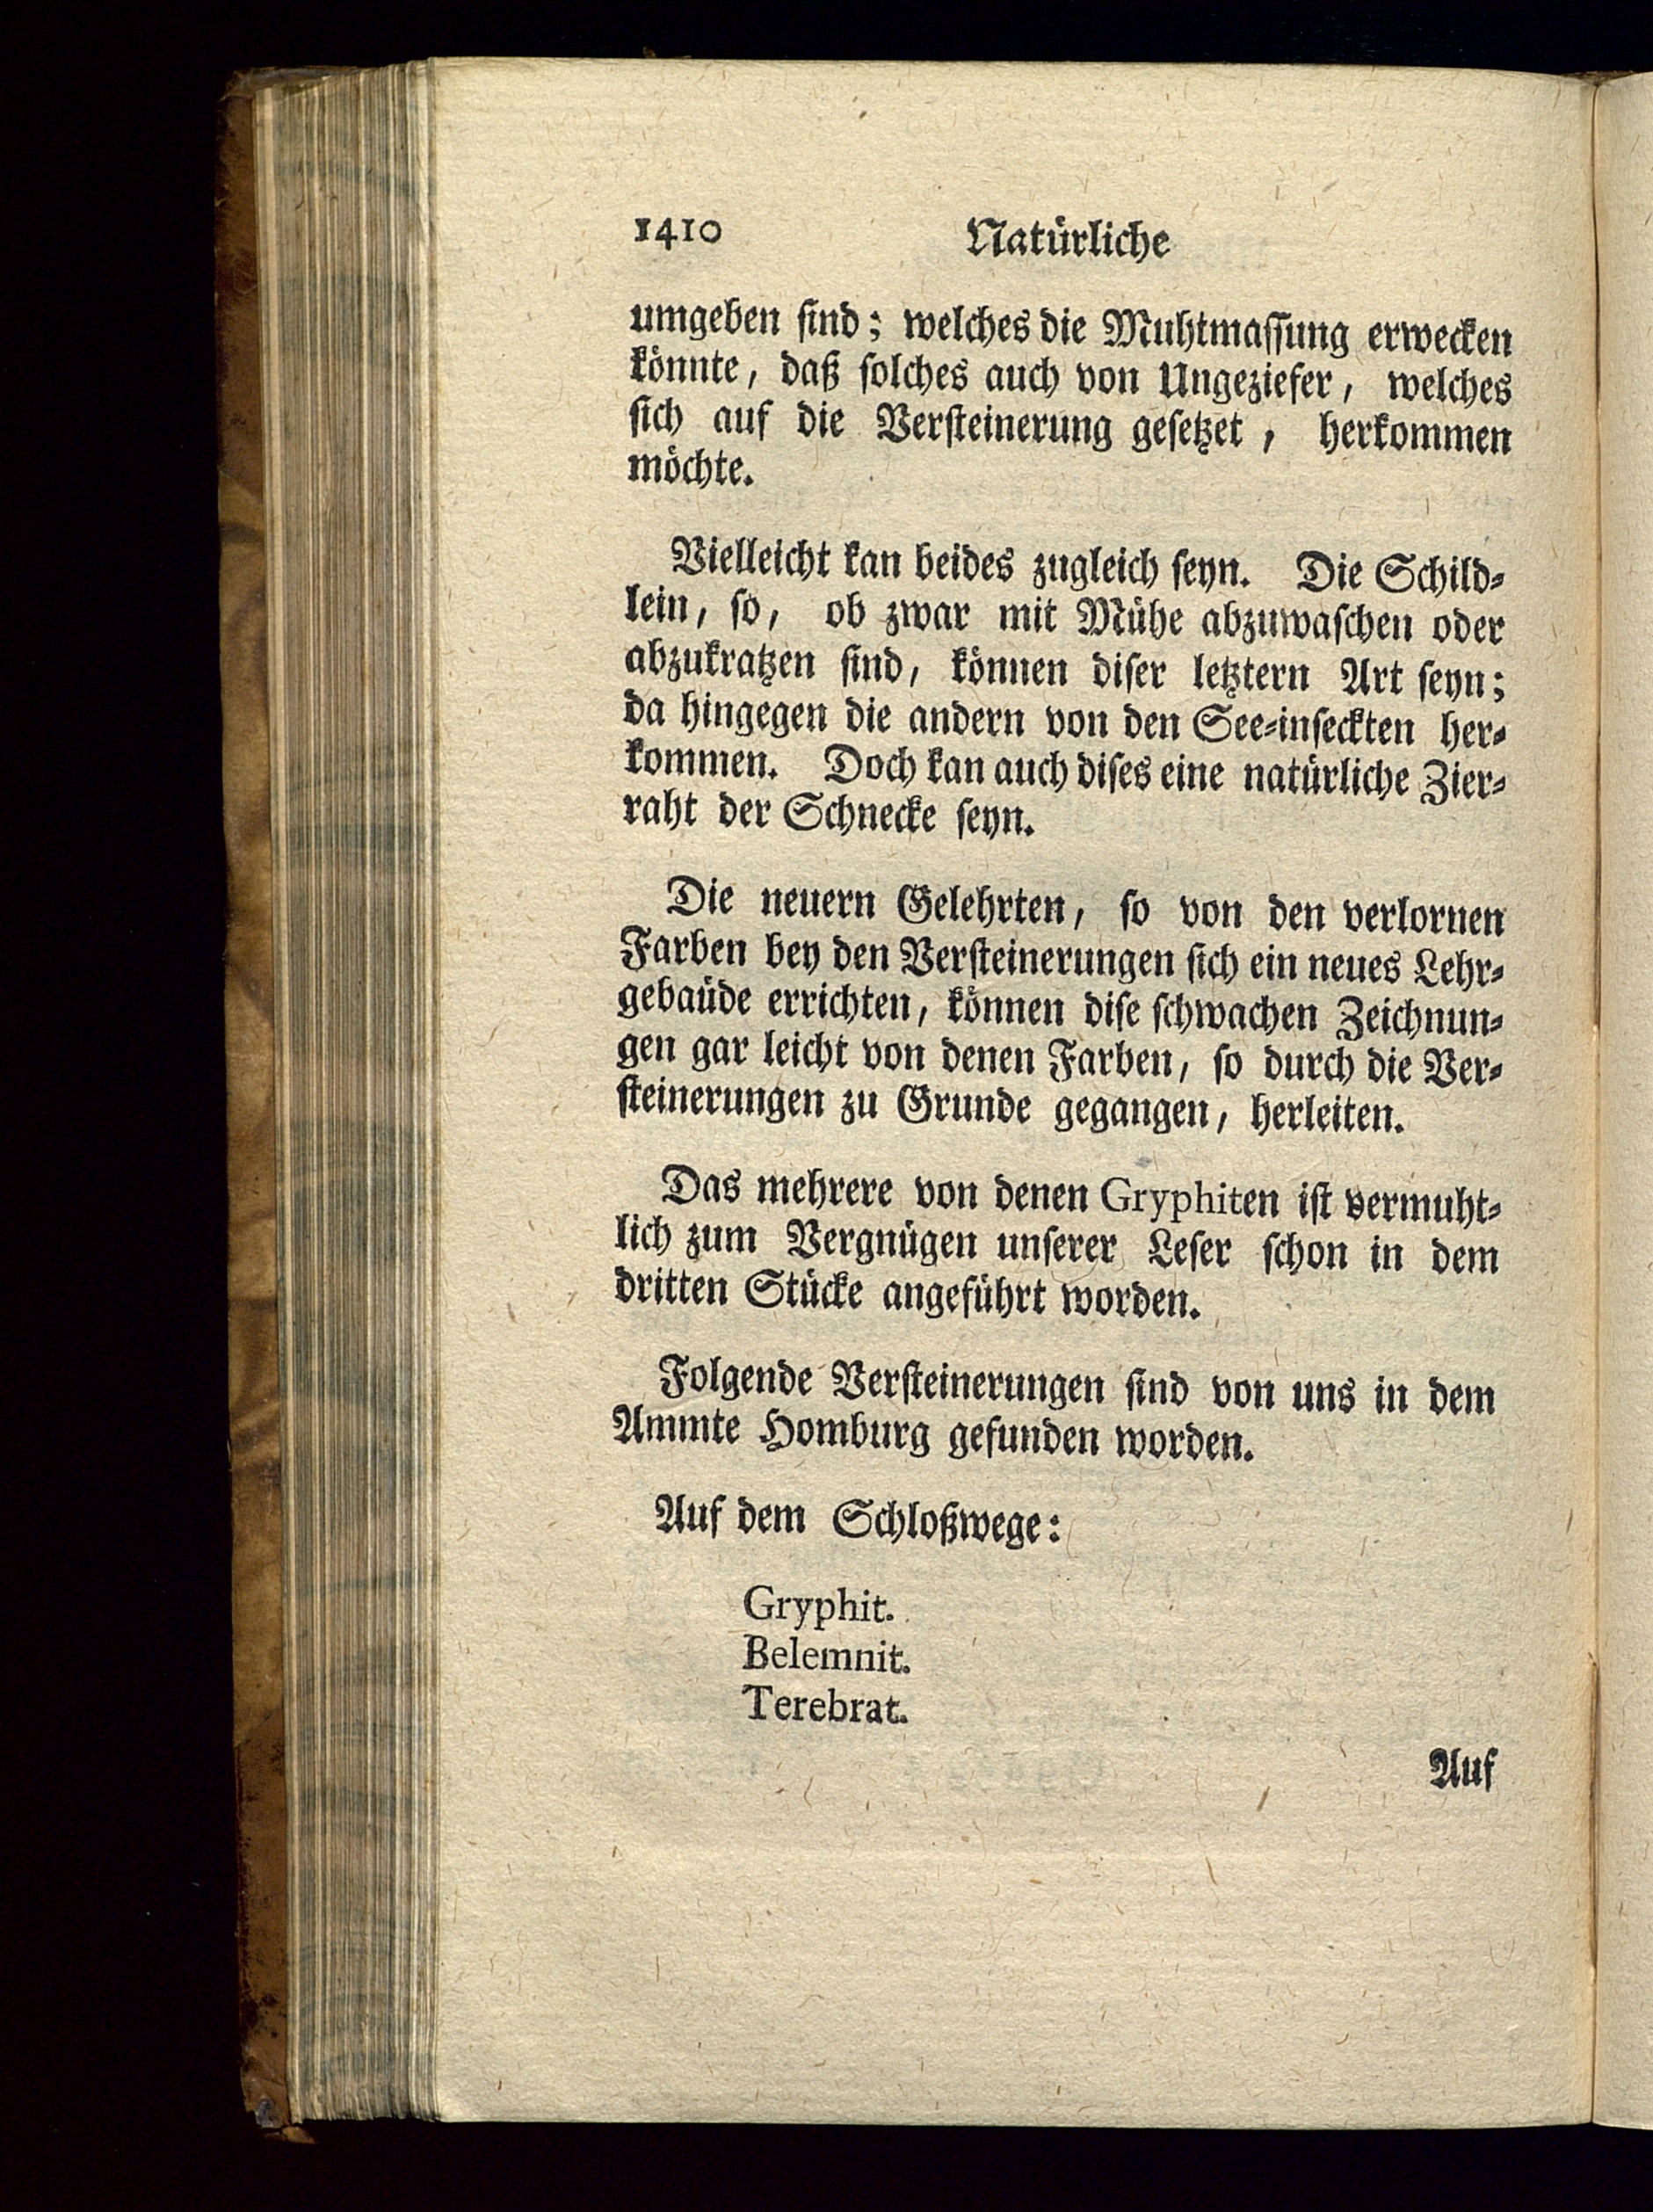 1410 Natürliche
umgeben sind; welches die Muhtmassung erwecken
könnte, daß solches auch von Ungeziefer, welches
sich auf die Versteinerung gesetzet, herkommen
möchte.
Vielleicht kan beides zugleich seyn. Die Schild-
lein, so, ob zwar mit Mühe abzuwaschen oder
abzukratzen sind, können diser letztern Art seyn;
da hingegen die andern von den See-inseckten her-
kommen. Doch kan auch dises eine natürliche Zier-
raht der Schnecke seyn.
Die neuern Gelehrten, so von den verlornen
Farben bey den Versteinerungen sich ein neues Lehr-
gebaüde errichten, können dise schwachen Zeichnun-
gen gar leicht von denen Farben, so durch die Ver-
steinerungen zu Grunde gegangen, herleiten.
Das mehrere von denen Gryphiten ist vermuht-
lich zum Vergnügen unserer Leser schon in dem
dritten Stücke angeführt worden.
Folgende Versteinerungen sind von uns in dem
Ammte Homburg gefunden worden.
Auf dem Schloßwege:
Gryphit.
Belemnit.
Terebrat.
Auf